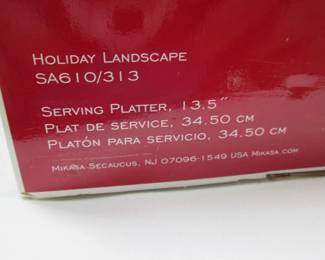 HOLIDAY LANDSCAPE
SA610/313
SERVING PLATTER, 13.5"
PLAT DE SERVICE, 34.50 CM
PLATÓN PARA SERVICIO, 34.50 CM
MIKASA SECAUCUS, NJ 07096-1549 USA MIKASA.COM